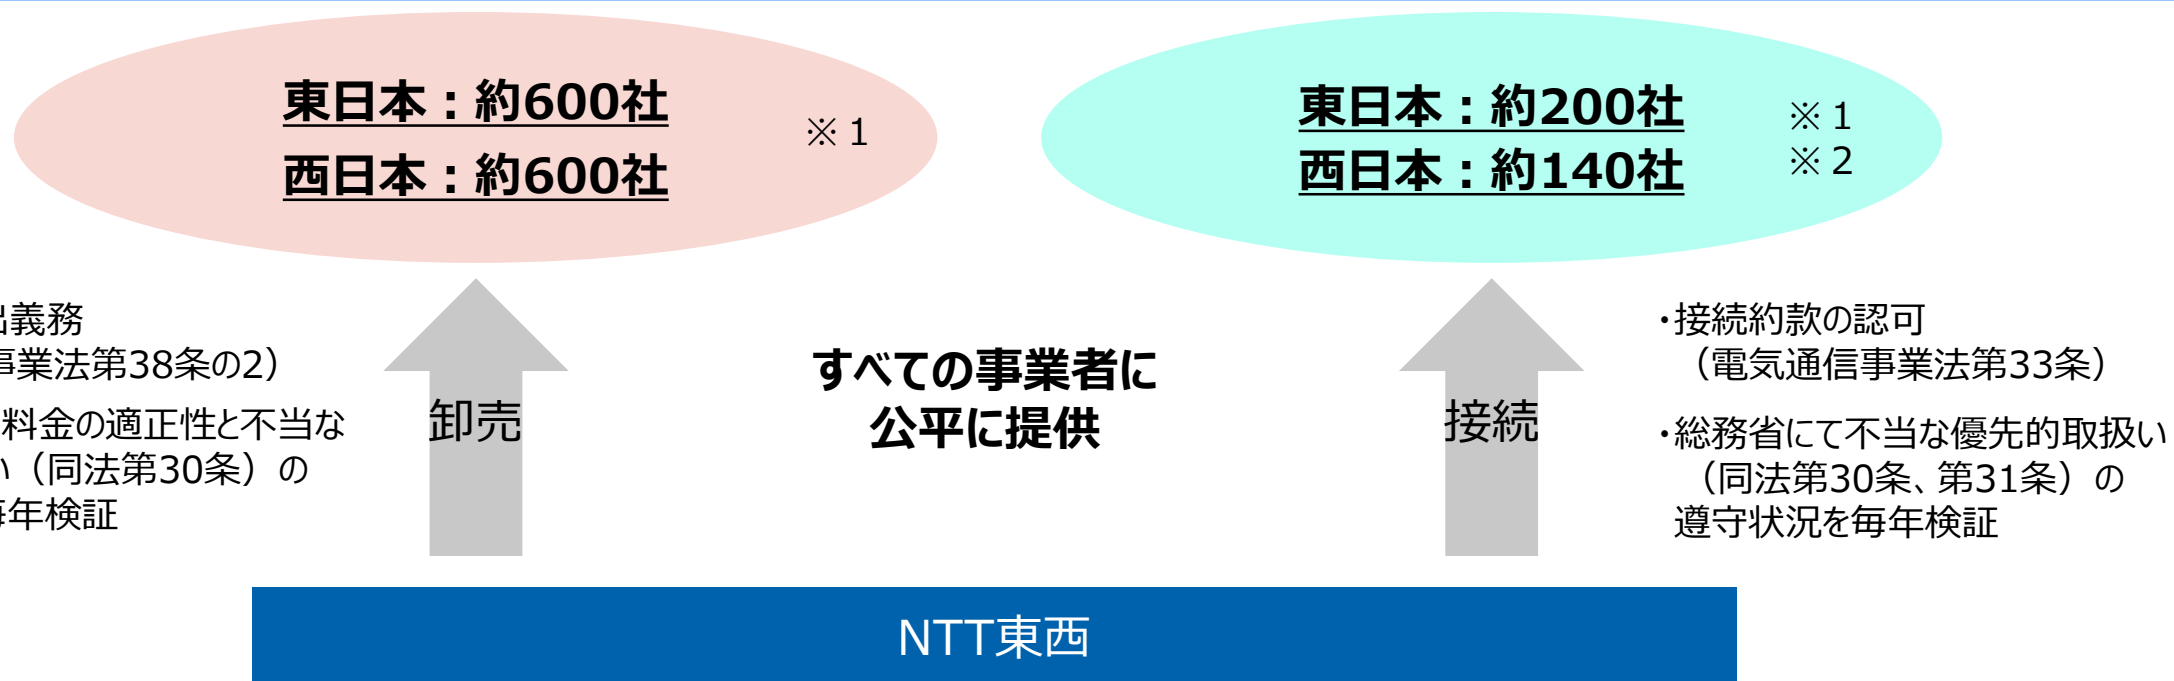 東日本：約600社
西日本：約600社
※１
東日本：約200社
西日本：約140社
※１
※２
出義務
事業法第38条の2）
料金の適正性と不当な
い（同法第30条）の
毎年検証
卸売
すべての事業者に
公平に提供
接続
・接続約款の認可
（電気通信事業法第33条）
・総務省にて不当な優先的取扱い
（同法第30条、第31条）の
遵守状況を毎年検証
NTT東西